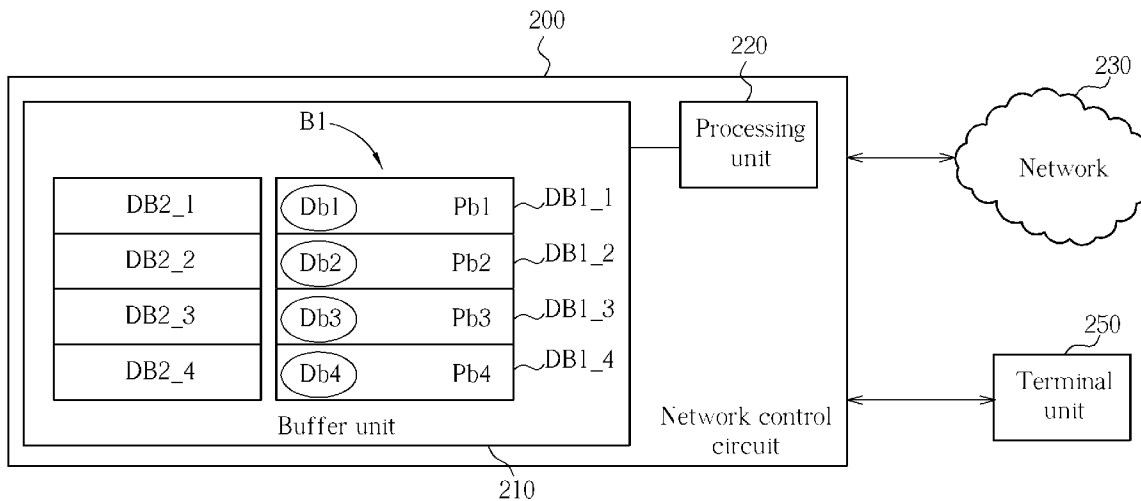 200
220
230
B1
Processing
unit
Network
DB2_1
Db1 Pb1 DB1_1
DB2_2
Db2 Pb2 DB1_2
DB2_3
Db3 Pb3 DB1_3
DB2_4
Db4 Pb4 DB1_4
250
Terminal
unit
Buffer unit
Network control
circuit
210